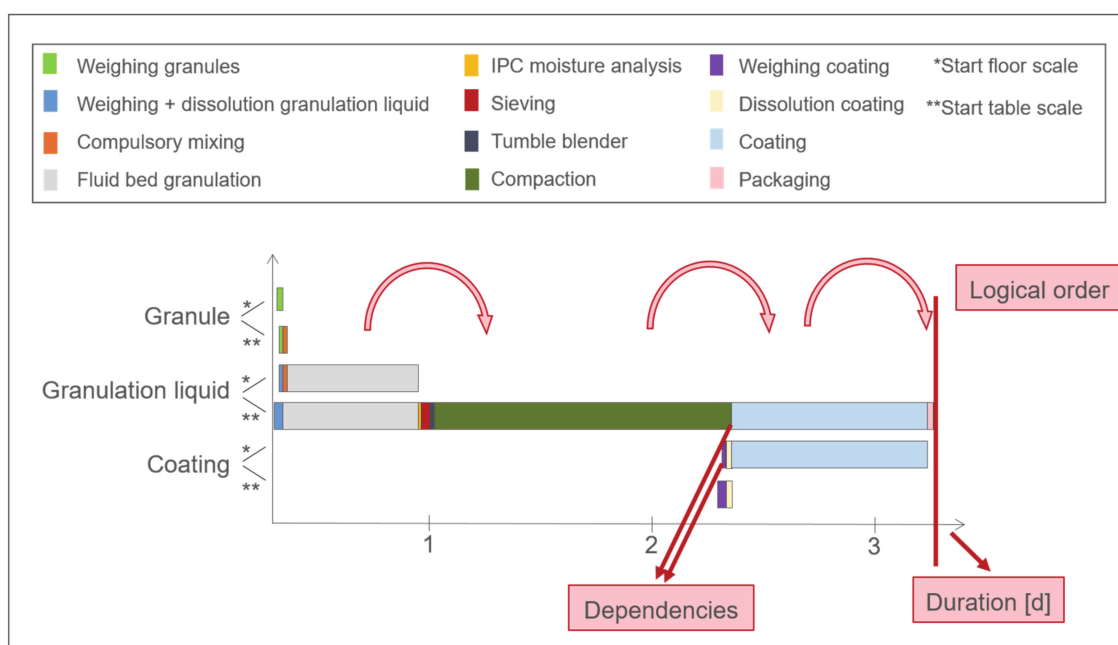 Weighing granules
Weighing + dissolution granulation liquid
Compulsory mixing
Fluid bed granulation
IPC moisture analysis
Sieving
Tumble blender
Compaction
Weighing coating
Dissolution coating
Coating
Packaging
*Start floor scale
**Start table scale
Logical order
Granule
*
**
Granulation liquid
*
**
Coating
*
**
1
2
3
Dependencies
Duration [d]